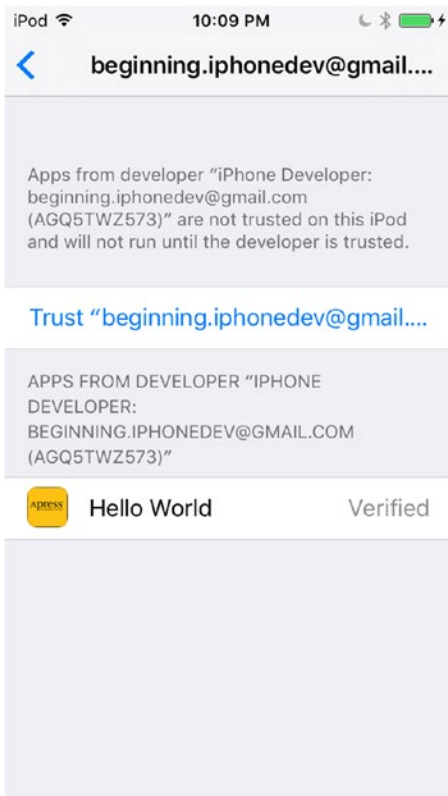 iPod 10:09 PM
beginning.iphonedev@gmail....
Apps from developer “iPhone Developer:
beginning.iphonedev@gmail.com
(AGQ5TWZ573)” are not trusted on this iPod
and will not run until the developer is trusted.
Trust “beginning.iphonedev@gmail....
APPS FROM DEVELOPER “IPHONE
DEVELOPER:
BEGINNING.IPHONEDEV@GMAIL.COM
(AGQ5TWZ573)”
Apress
Hello World Verified